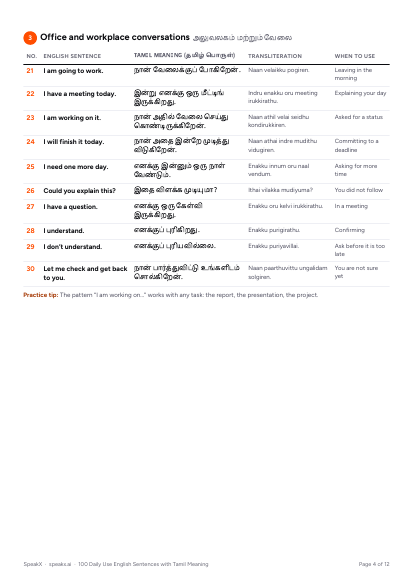 3 Office and workplace conversations அலுவலகம் மற்றும் வேலை
NO. ENGLISH SENTENCE TAMIL MEANING (தமிழ் பொருள்) TRANSLITERATION WHEN TO USE
21 I am going to work. நான் வேலைக்குப் போகிறேன். Naan velaikku pogiren. Leaving in the
morning
22 I have a meeting today. இன்று எனக்கு ஒரு மீட்டிங் Indru enakku oru meeting Explaining your day
இருக்கிறது. irukkirathu.
23 I am working on it. நான் அதில் வேலை செய்து Naan athil velai seidhu Asked for a status
கொண்டிருக்கிறேன். kondirukkiren.
24 I will finish it today. நான் அதை இன்றே முடித்து Naan athai indre mudithu Committing to a
விடுகிறேன். vidugiren. deadline
25 I need one more day. எனக்கு இன்னும் ஒரு நாள் Enakku innum oru naal Asking for more
வேண்டும். vendum. time
26 Could you explain this? இதை விளக்க முடியுமா? Ithai vilakka mudiyuma? You did not follow
27 I have a question. எனக்கு ஒரு கேள்வி Enakku oru kelvi irukkirathu. In a meeting
இருக்கிறது.
28 I understand. எனக்குப் புரிகிறது. Enakku purigirathu. Confirming
29 I don't understand. எனக்குப் புரியவில்லை. Enakku puriyavillai. Ask before it is too
late
30 Let me check and get back நான் பார்த்துவிட்டு உங்களிடம் Naan paarthuvittu ungalidam You are not sure
to you. சொல்கிறேன். solgiren. yet
Practice tip: The pattern "I am working on..." works with any task: the report, the presentation, the project.
SpeakX · speakx.ai · 100 Daily Use English Sentences with Tamil Meaning Page 4 of 12